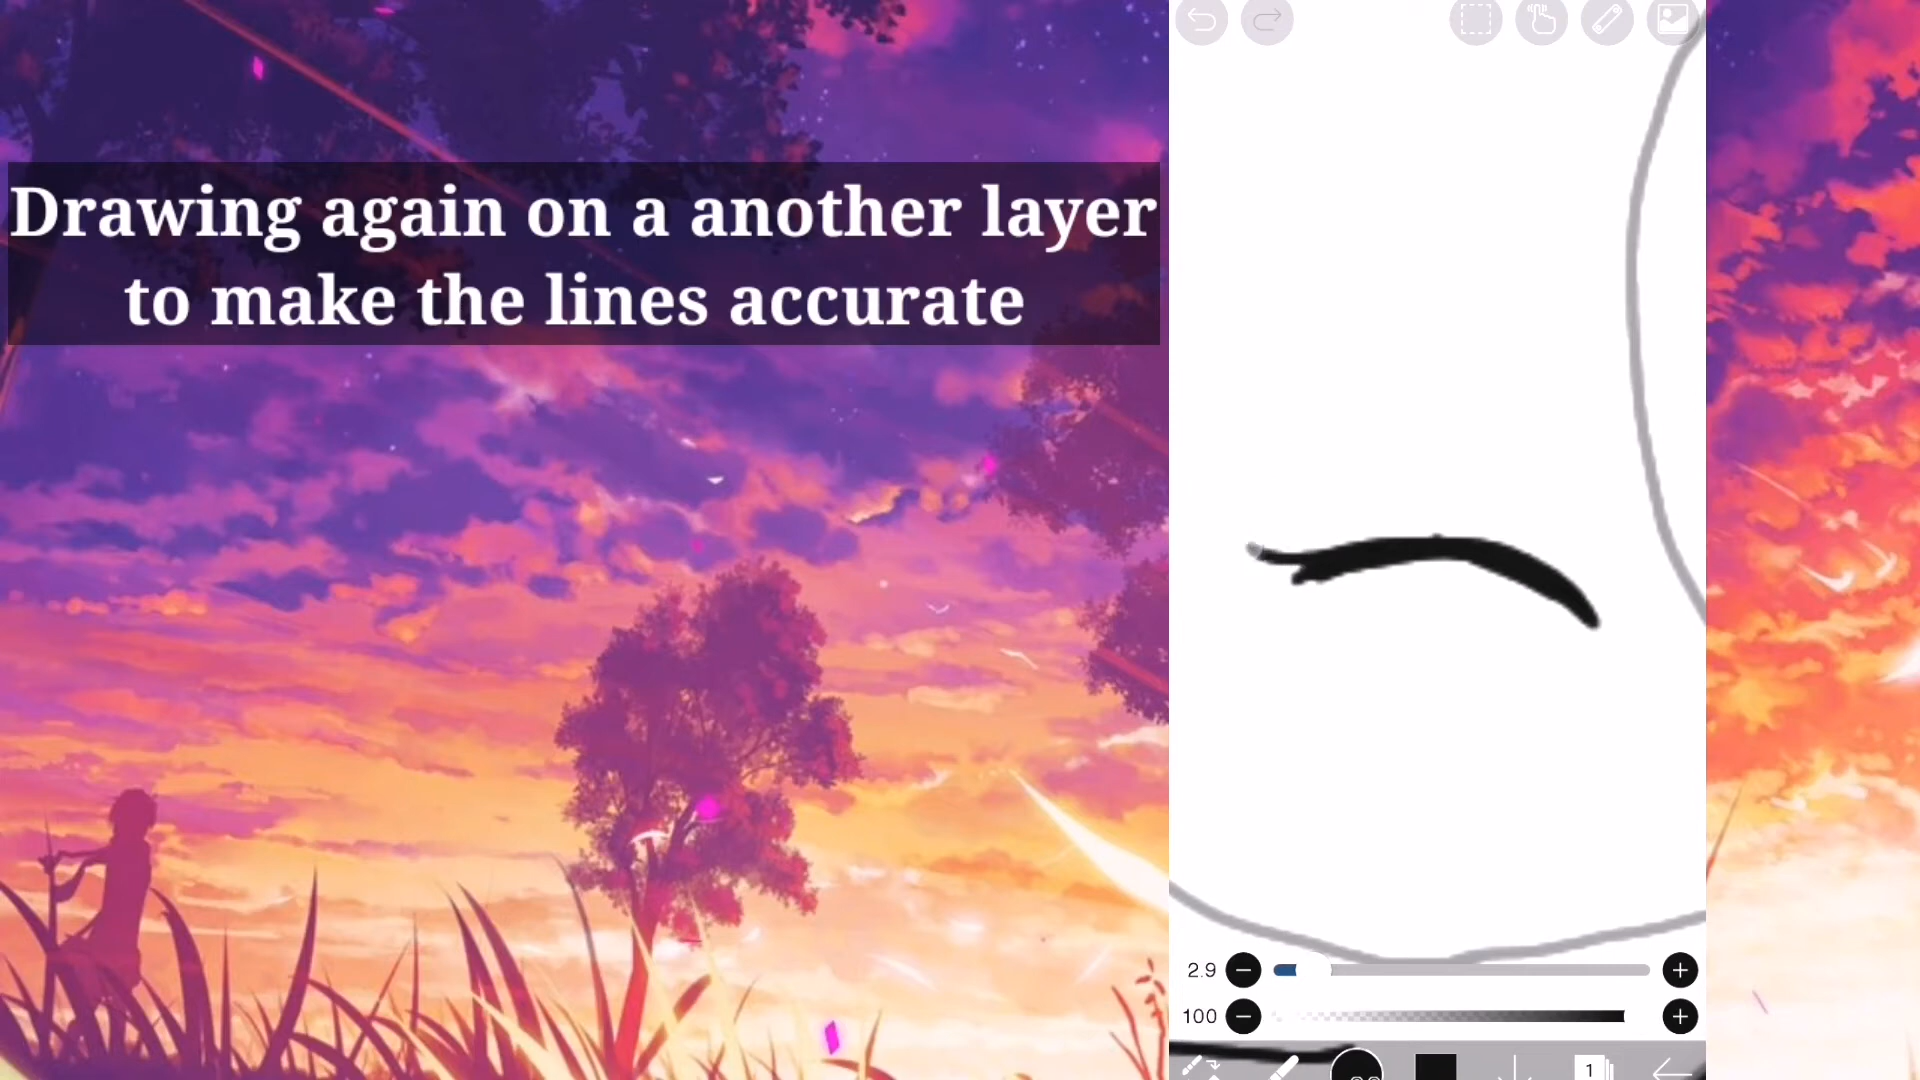 Drawing again on a another layer
to make the lines accurate
2.9
100
1